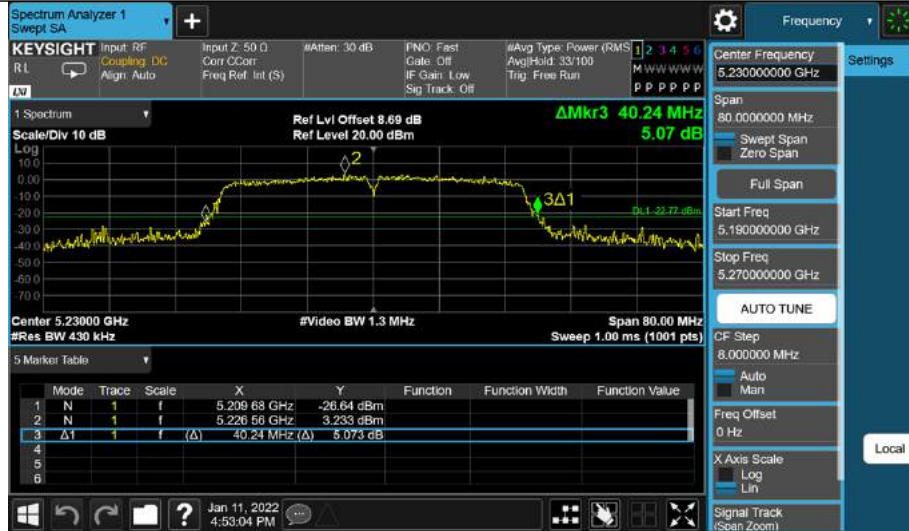 Spectrum Analyzer 1
Swept SA
+
Frequency
Settings
KEYSIGHT
RL
LXI
Input: RF
Coupling: DC
Align: Auto
Input Z: 50 Ω
Corr CCorr
Freq Ref: Int (S)
#Atten: 30 dB
PNO: Fast
Gate: Off
IF Gain: Low
Sig Track: Off
#Avg Type: Power (RMS
Avg|Hold: 33/100
Trig: Free Run
1 2 3 4 5 6
M W W W W W
P P P P P P
1 Spectrum
Scale/Div 10 dB
Ref Lvl Offset 8.69 dB
Ref Level 20.00 dBm
ΔMkr3 40.24 MHz
5.07 dB
Log
10.0
0.00
-10.0
-20.0
-30.0
-40.0
-50.0
-60.0
-70.0
2
3Δ1
DL1 -22.77 dBm
Center 5.23000 GHz
#Res BW 430 kHz
#Video BW 1.3 MHz
Span 80.00 MHz
Sweep 1.00 ms (1001 pts)
5 Marker Table
Mode Trace Scale X Y Function Function Width Function Value
1 N 1 f 5.209 68 GHz -26.64 dBm
2 N 1 f 5.226 56 GHz 3.233 dBm
3 Δ1 1 f (Δ) 40.24 MHz (Δ) 5.073 dB
4
5
6
?
Jan 11, 2022
4:53:04 PM
Center Frequency
5.230000000 GHz
Span
80.0000000 MHz
Swept Span
Zero Span
Full Span
Start Freq
5.190000000 GHz
Stop Freq
5.270000000 GHz
AUTO TUNE
CF Step
8.000000 MHz
Auto
Man
Freq Offset
0 Hz
X Axis Scale
Log
Lin
Signal Track
(Span Zoom)
Local